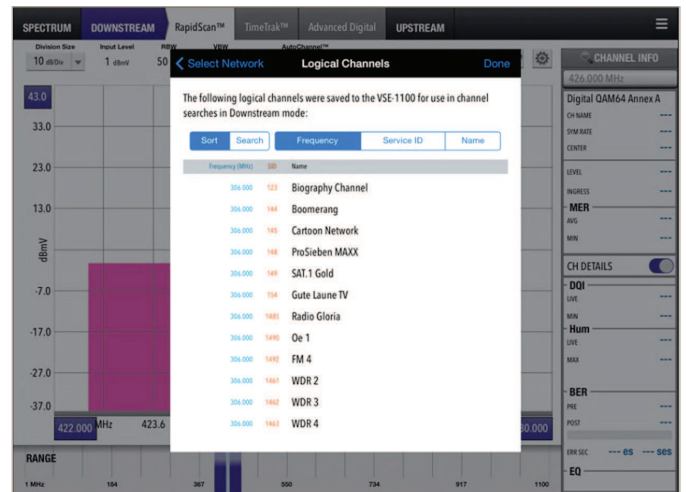 SPECTRUM DOWNSTREAM RapidScan™ TimeTrak™ Advanced Digital UPSTREAM
Division Size Input Level RBW VBW AutoChannel™
10 dB/Div 1 dBmV 50
CHANNEL INFO
426.000 MHz
Select Network Logical Channels Done
The following logical channels were saved to the VSE-1100 for use in channel
searches in Downstream mode:
Sort Search Frequency Service ID Name
Frequency (MHz) SID Name
306.000 123 Biography Channel
306.000 144 Boomerang
306.000 145 Cartoon Network
306.000 148 ProSieben MAXX
306.000 149 SAT.1 Gold
306.000 154 Gute Laune TV
306.000 1485 Radio Gloria
306.000 1490 Oe 1
306.000 1492 FM 4
306.000 1461 WDR 2
306.000 1462 WDR 3
306.000 1463 WDR 4
43.0
33.0
23.0
13.0
dBmV
-7.0
-17.0
-27.0
-37.0
422.000 MHz 423.6 30.000
Digital QAM64 Annex A
CH NAME ---
SYM RATE ---
CENTER ---
LEVEL ---
INGRESS ---
MER
AVG ---
MIN ---
CH DETAILS
DQI
LIVE ---
MIN ---
Hum
LIVE ---
MAX ---
BER
PRE ---
POST ---
ERR SEC --- es --- ses
EQ
RANGE
1 MHz 184 367 550 734 917 1100